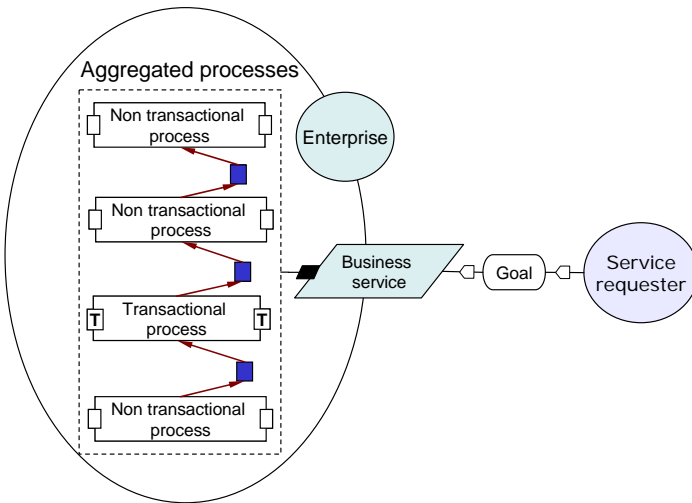 Aggregated processes
Non transactional
process
Enterprise
Non transactional
process
Business
service
Goal
Service
requester
T
Transactional
process
T
Non transactional
process